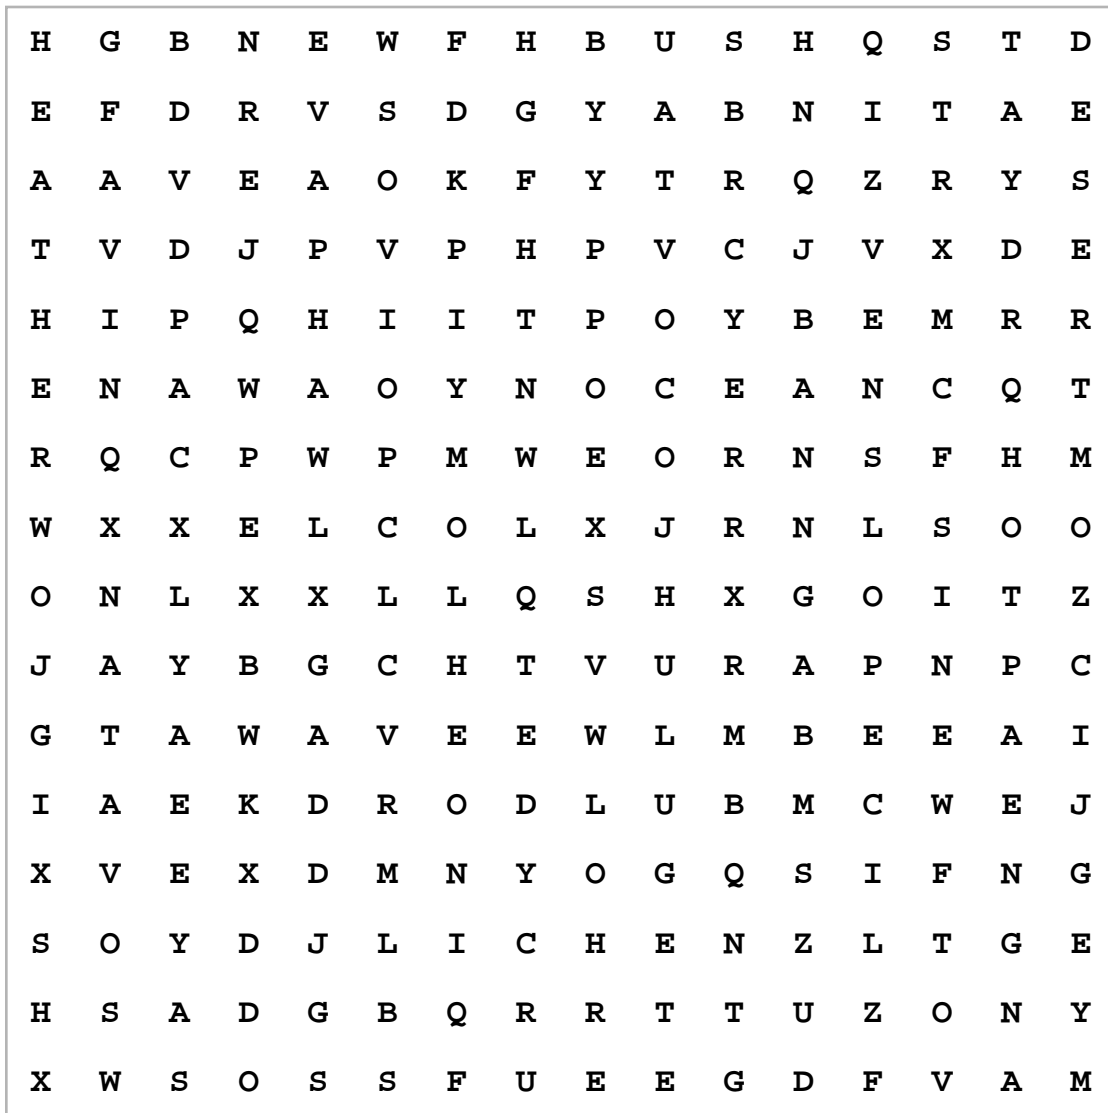 H G B N E W F H B U S H Q S T D
E F D R V S D G Y A B N I T A E
A A V E A O K F Y T R Q Z R Y S
T V D J P V P H P V C J V X D E
H I P Q H I I T P O Y B E M R R
E N A W A O Y N O C E A N C Q T
R Q C P W P M W E O R N S F H M
W X X E L C O L X J R N L S O O
O N L X X L L Q S H X G O I T Z
J A Y B G C H T V U R A P N P C
G T A W A V E E W L M B E E A I
I A E K D R O D L U B M C W E J
X V E X D M N Y O G Q S I F N G
S O Y D J L I C H E N Z L T G E
H S A D G B Q R R T T U Z O N Y
X W S O S S F U E E G D F V A M